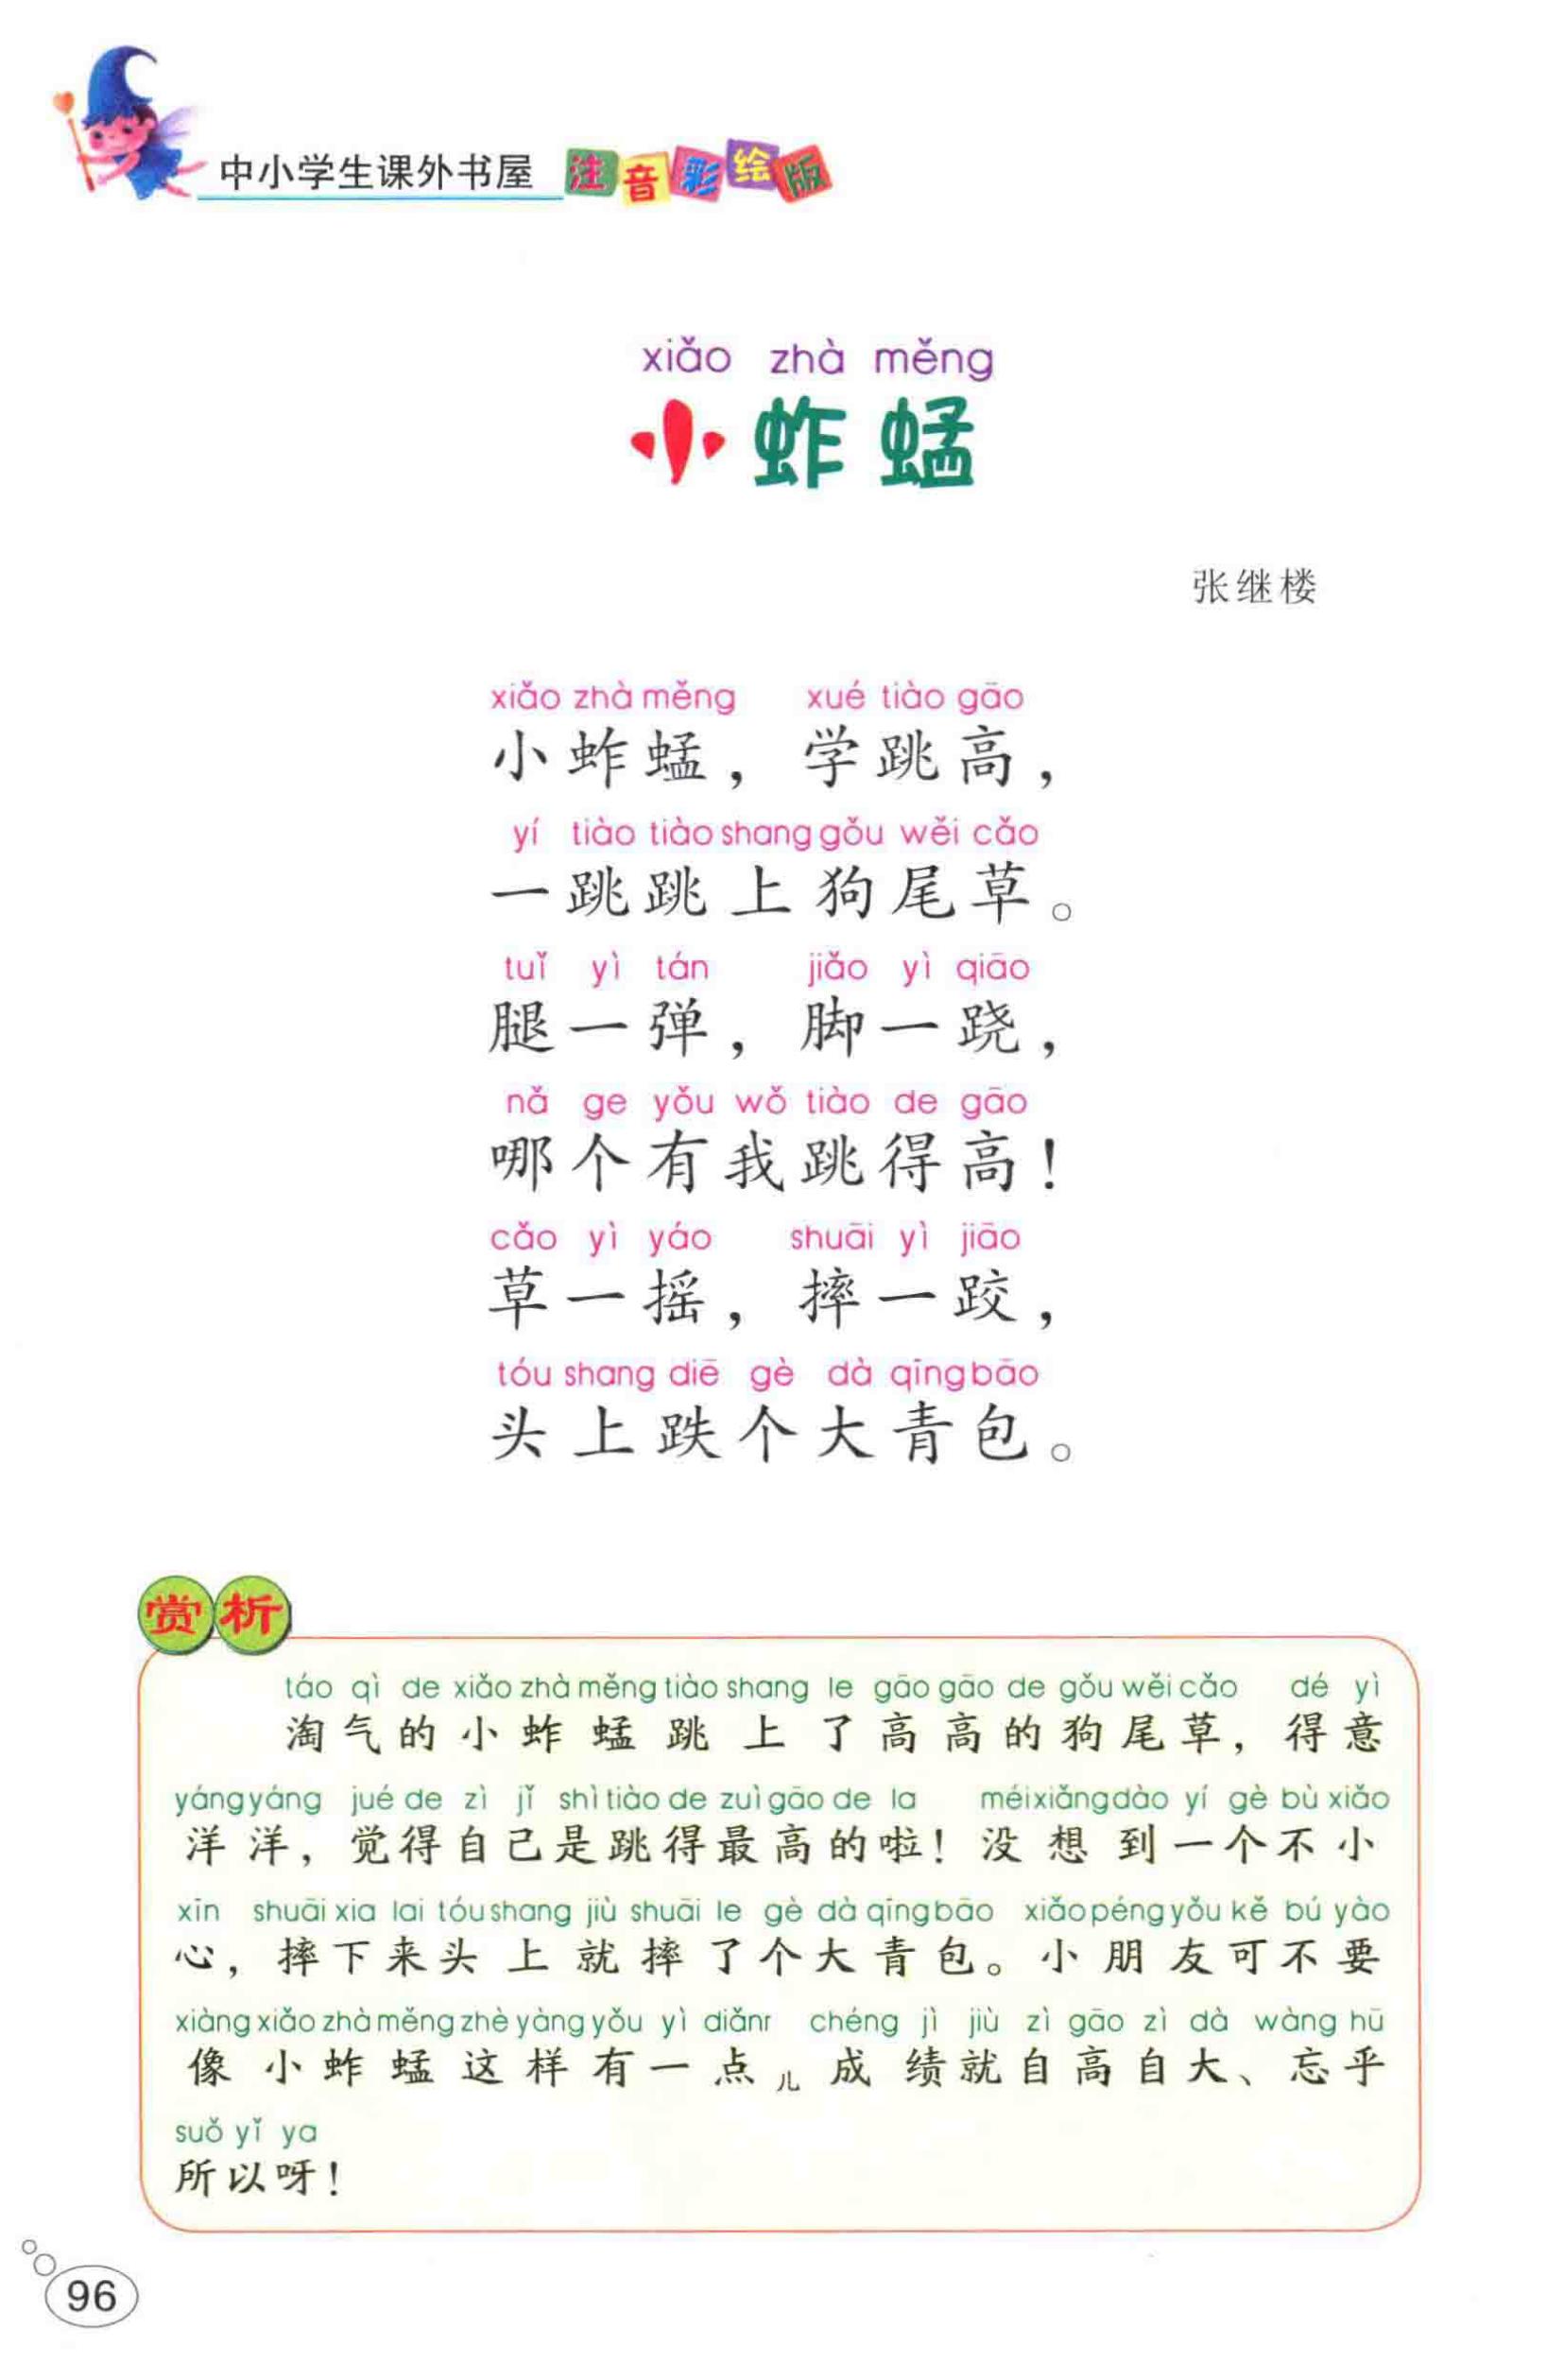 中小学生课外书屋 注音彩绘版
xiǎo zhà měng
小蚱蜢
张继楼
xiǎo zhà měng xué tiào gāo
小蚱蜢，学跳高，
yí tiào tiào shang gǒu wěi cǎo
一跳跳上狗尾草。
tuǐ yì tán jiǎo yì qiāo
腿一弹，脚一跷，
nǎ ge yǒu wǒ tiào de gāo
哪个有我跳得高！
cǎo yì yáo shuāi yì jiāo
草一摇，摔一跤，
tóu shang diē gè dà qīng bāo
头上跌个大青包。
赏析
táo qì de xiǎo zhà měng tiào shang le gāo gāo de gǒu wěi cǎo dé yì
淘气的小蚱蜢跳上了高高的狗尾草，得意
yáng yáng jué de zì jǐ shì tiào de zuì gāo de la méi xiǎng dào yí gè bù xiǎo
洋洋，觉得自己是跳得最高的啦！没想到一个不小
xīn shuāi xia lai tóu shang jiù shuāi le gè dà qīng bāo xiǎo péng yǒu kě bú yào
心，摔下来头上就摔了个大青包。小朋友可不要
xiàng xiǎo zhà měng zhè yàng yǒu yì diǎnr chéng jì jiù zì gāo zì dà wàng hū
像小蚱蜢这样有一点儿成绩就自高自大、忘乎
suǒ yǐ ya
所以呀！
96